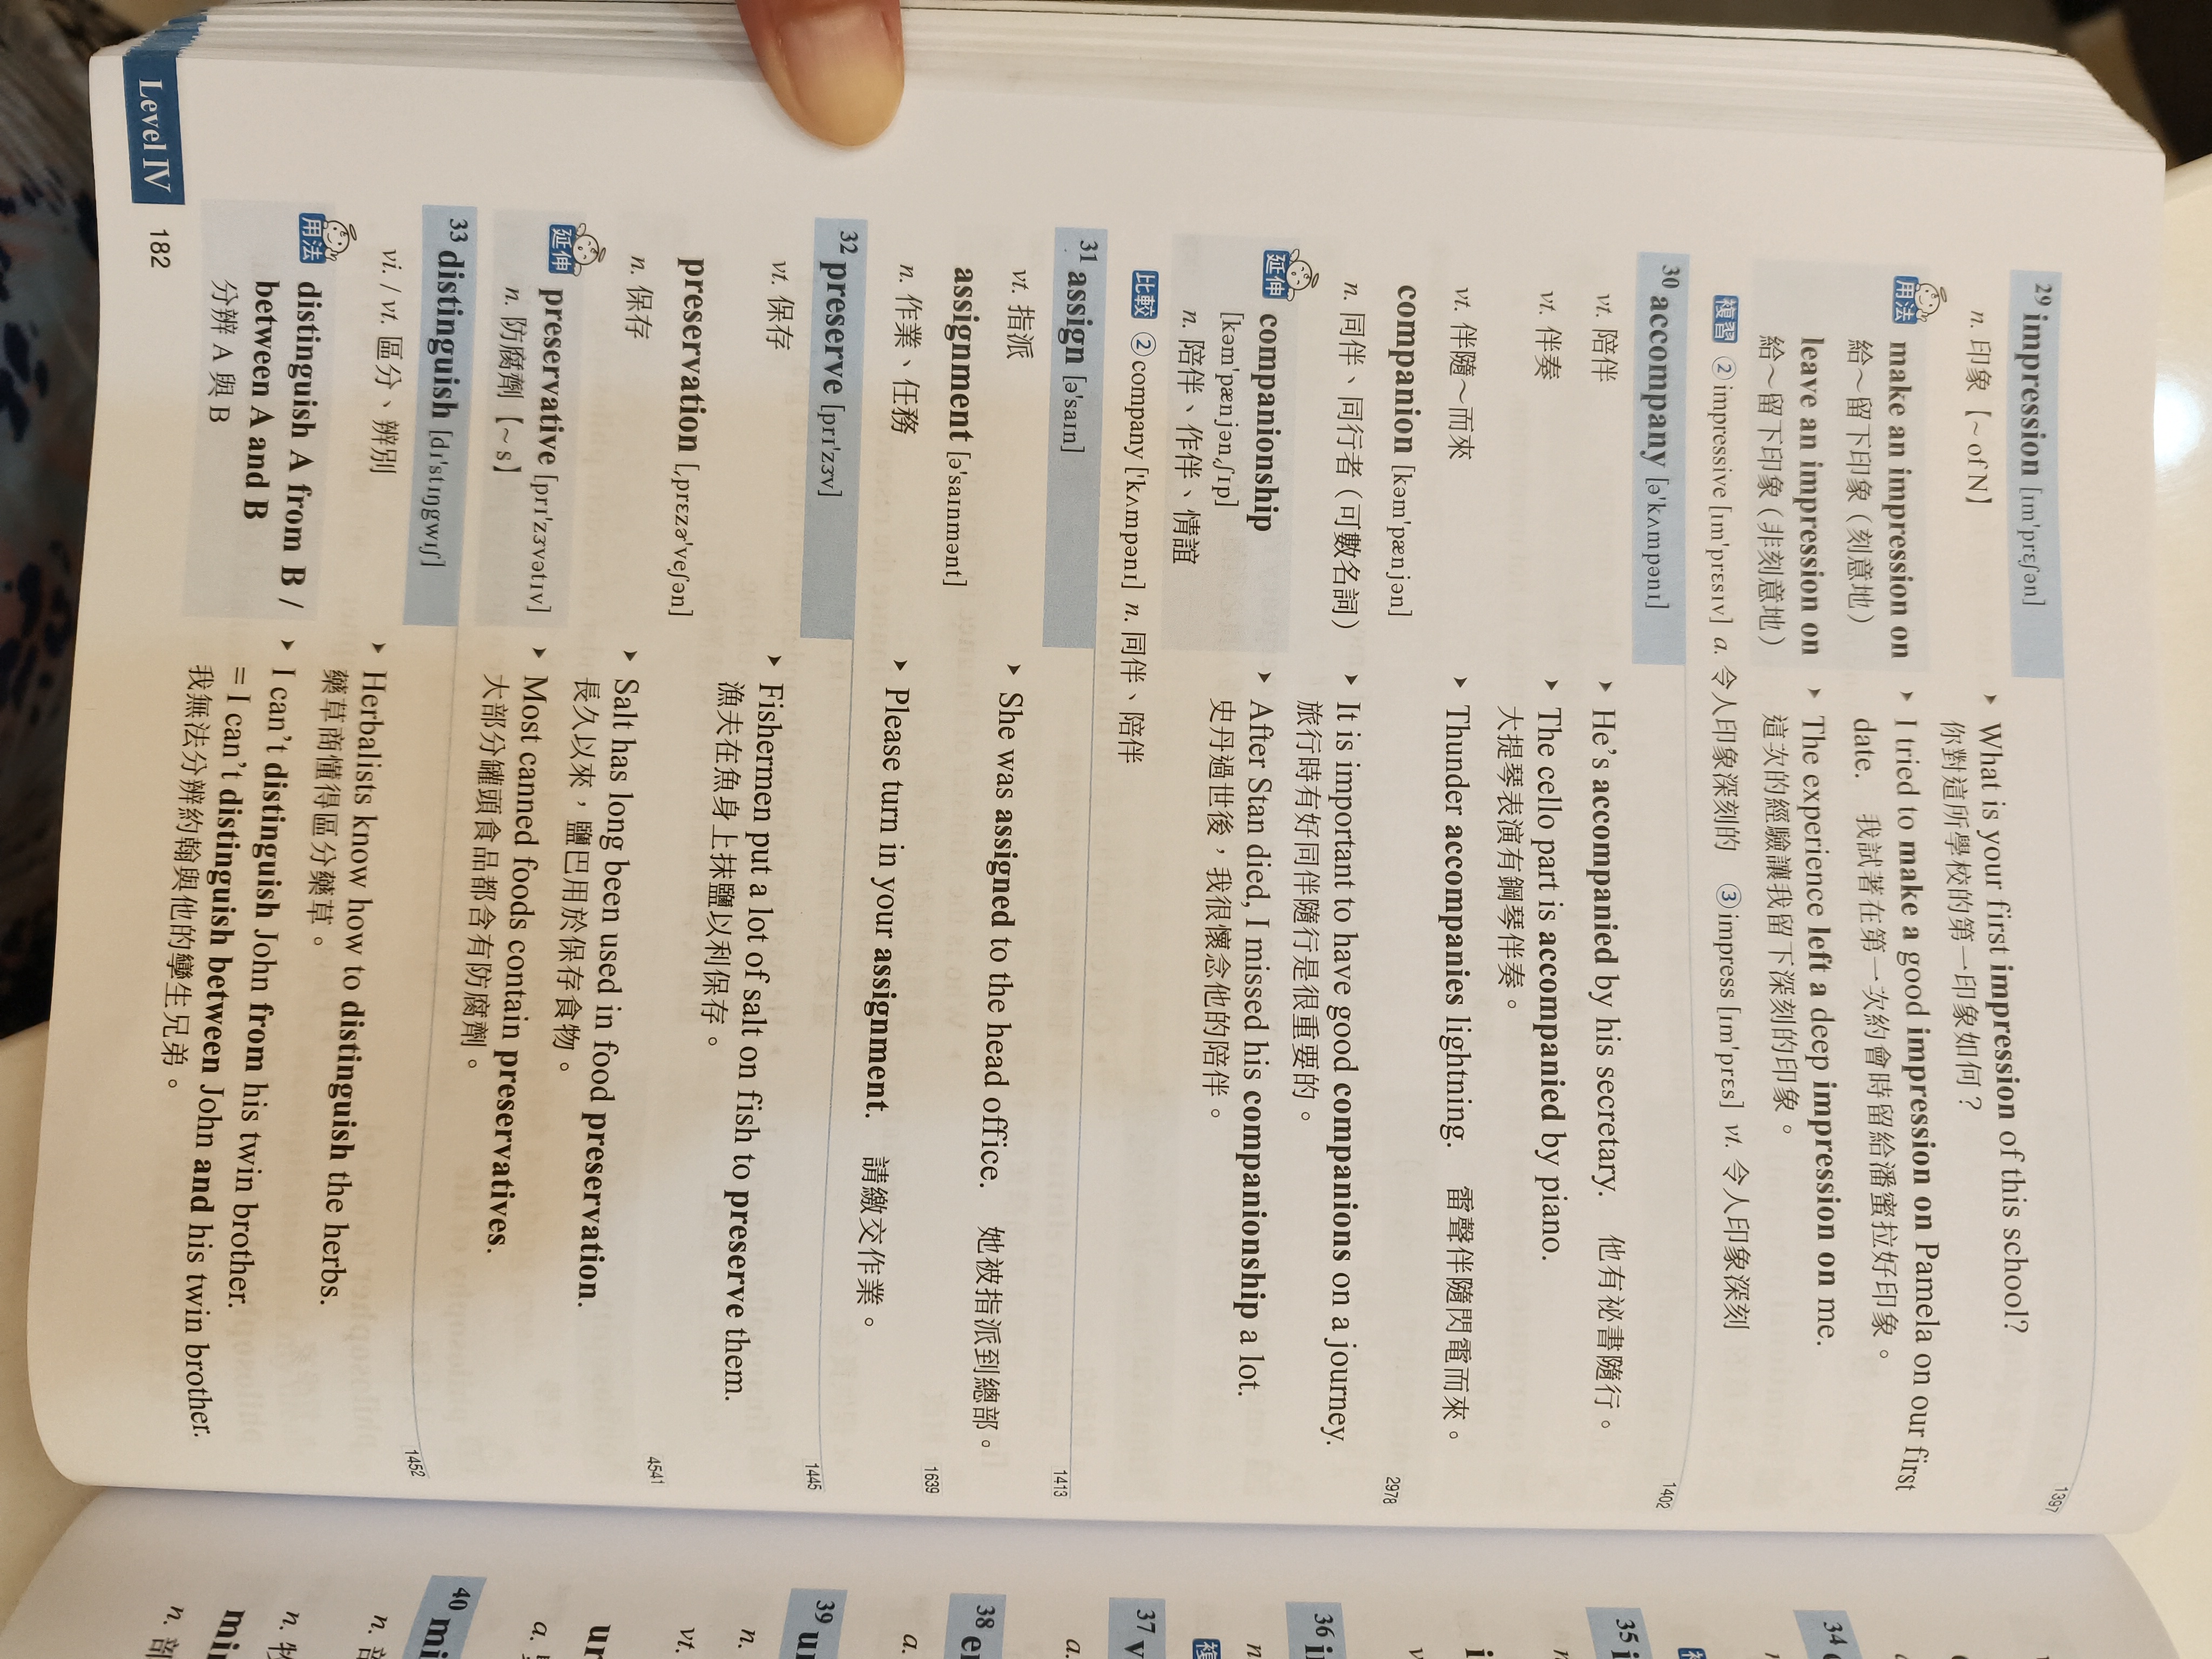 1397
29 impression [ɪm'prɛʃən]
n. 印象【~ of N】
➤ What is your first impression of this school?
你對這所學校的第一印象如何？
用法 make an impression on
給～留下印象（刻意地）
➤ I tried to make a good impression on Pamela on our first
date. 我試著在第一次約會時留給潘蜜拉好印象。
leave an impression on
給～留下印象（非刻意地）
➤ The experience left a deep impression on me.
這次的經驗讓我留下深刻的印象。
複習 ② impressive [ɪm'prɛsɪv] a. 令人印象深刻的 ③ impress [ɪm'prɛs] vt. 令人印象深刻
1402
30 accompany [ə'kʌmpənɪ]
vt. 陪伴
➤ He's accompanied by his secretary. 他有祕書隨行。
vt. 伴奏
➤ The cello part is accompanied by piano.
大提琴表演有鋼琴伴奏。
vt. 伴隨～而來
➤ Thunder accompanies lightning. 雷聲伴隨閃電而來。
2978
companion [kəm'pænjən]
n. 同伴、同行者（可數名詞）
➤ It is important to have good companions on a journey.
旅行時有好同伴隨行是很重要的。
延伸 companionship
[kəm'pænjən,ʃɪp]
n. 陪伴、作伴、情誼
➤ After Stan died, I missed his companionship a lot.
史丹過世後，我很懷念他的陪伴。
比較 ② company ['kʌmpənɪ] n. 同伴、陪伴
1413
31 assign [ə'saɪn]
vt. 指派
➤ She was assigned to the head office. 她被指派到總部。
1639
assignment [ə'saɪnmənt]
n. 作業、任務
➤ Please turn in your assignment. 請繳交作業。
1445
32 preserve [prɪ'zɝv]
vt. 保存
➤ Fishermen put a lot of salt on fish to preserve them.
漁夫在魚身上抹鹽以利保存。
4541
preservation [,prɛzə'veʃən]
n. 保存
➤ Salt has long been used in food preservation.
長久以來，鹽巴用於保存食物。
延伸 preservative [prɪ'zɝvətɪv]
n. 防腐劑【~ s】
➤ Most canned foods contain preservatives.
大部分罐頭食品都含有防腐劑。
1452
33 distinguish [dɪ'stɪŋgwɪʃ]
vi. / vt. 區分、辨別
➤ Herbalists know how to distinguish the herbs.
藥草商懂得區分藥草。
用法 distinguish A from B /
between A and B
分辨 A 與 B
➤ I can't distinguish John from his twin brother.
= I can't distinguish between John and his twin brother.
我無法分辨約翰與他的孿生兄弟。
Level IV 182
34
35
36
37
38
39
40